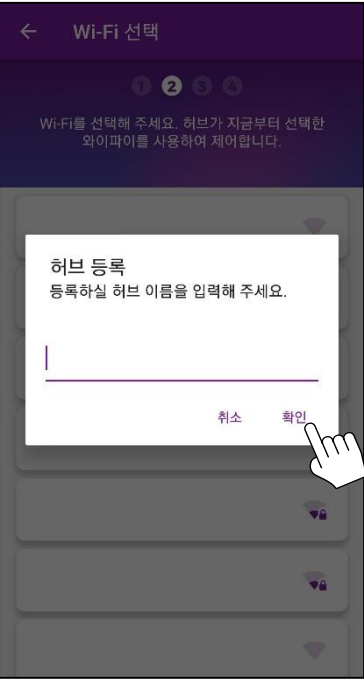 Wi-Fi 선택
1 2 3 4
Wi-Fi를 선택해 주세요. 허브가 지금부터 선택한
와이파이를 사용하여 제어합니다.
허브 등록
등록하실 허브 이름을 입력해 주세요.
취소 확인